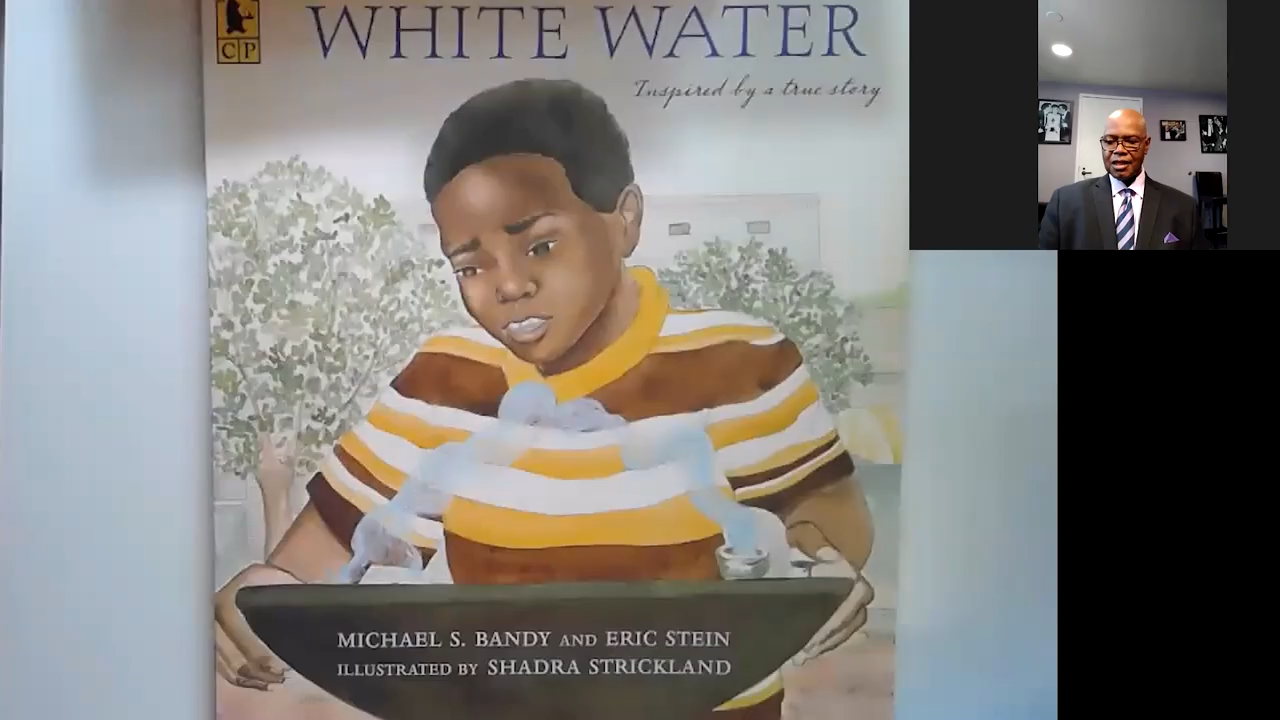 C P
WHITE WATER
Inspired by a true story
MICHAEL S. BANDY AND ERIC STEIN
ILLUSTRATED BY SHADRA STRICKLAND